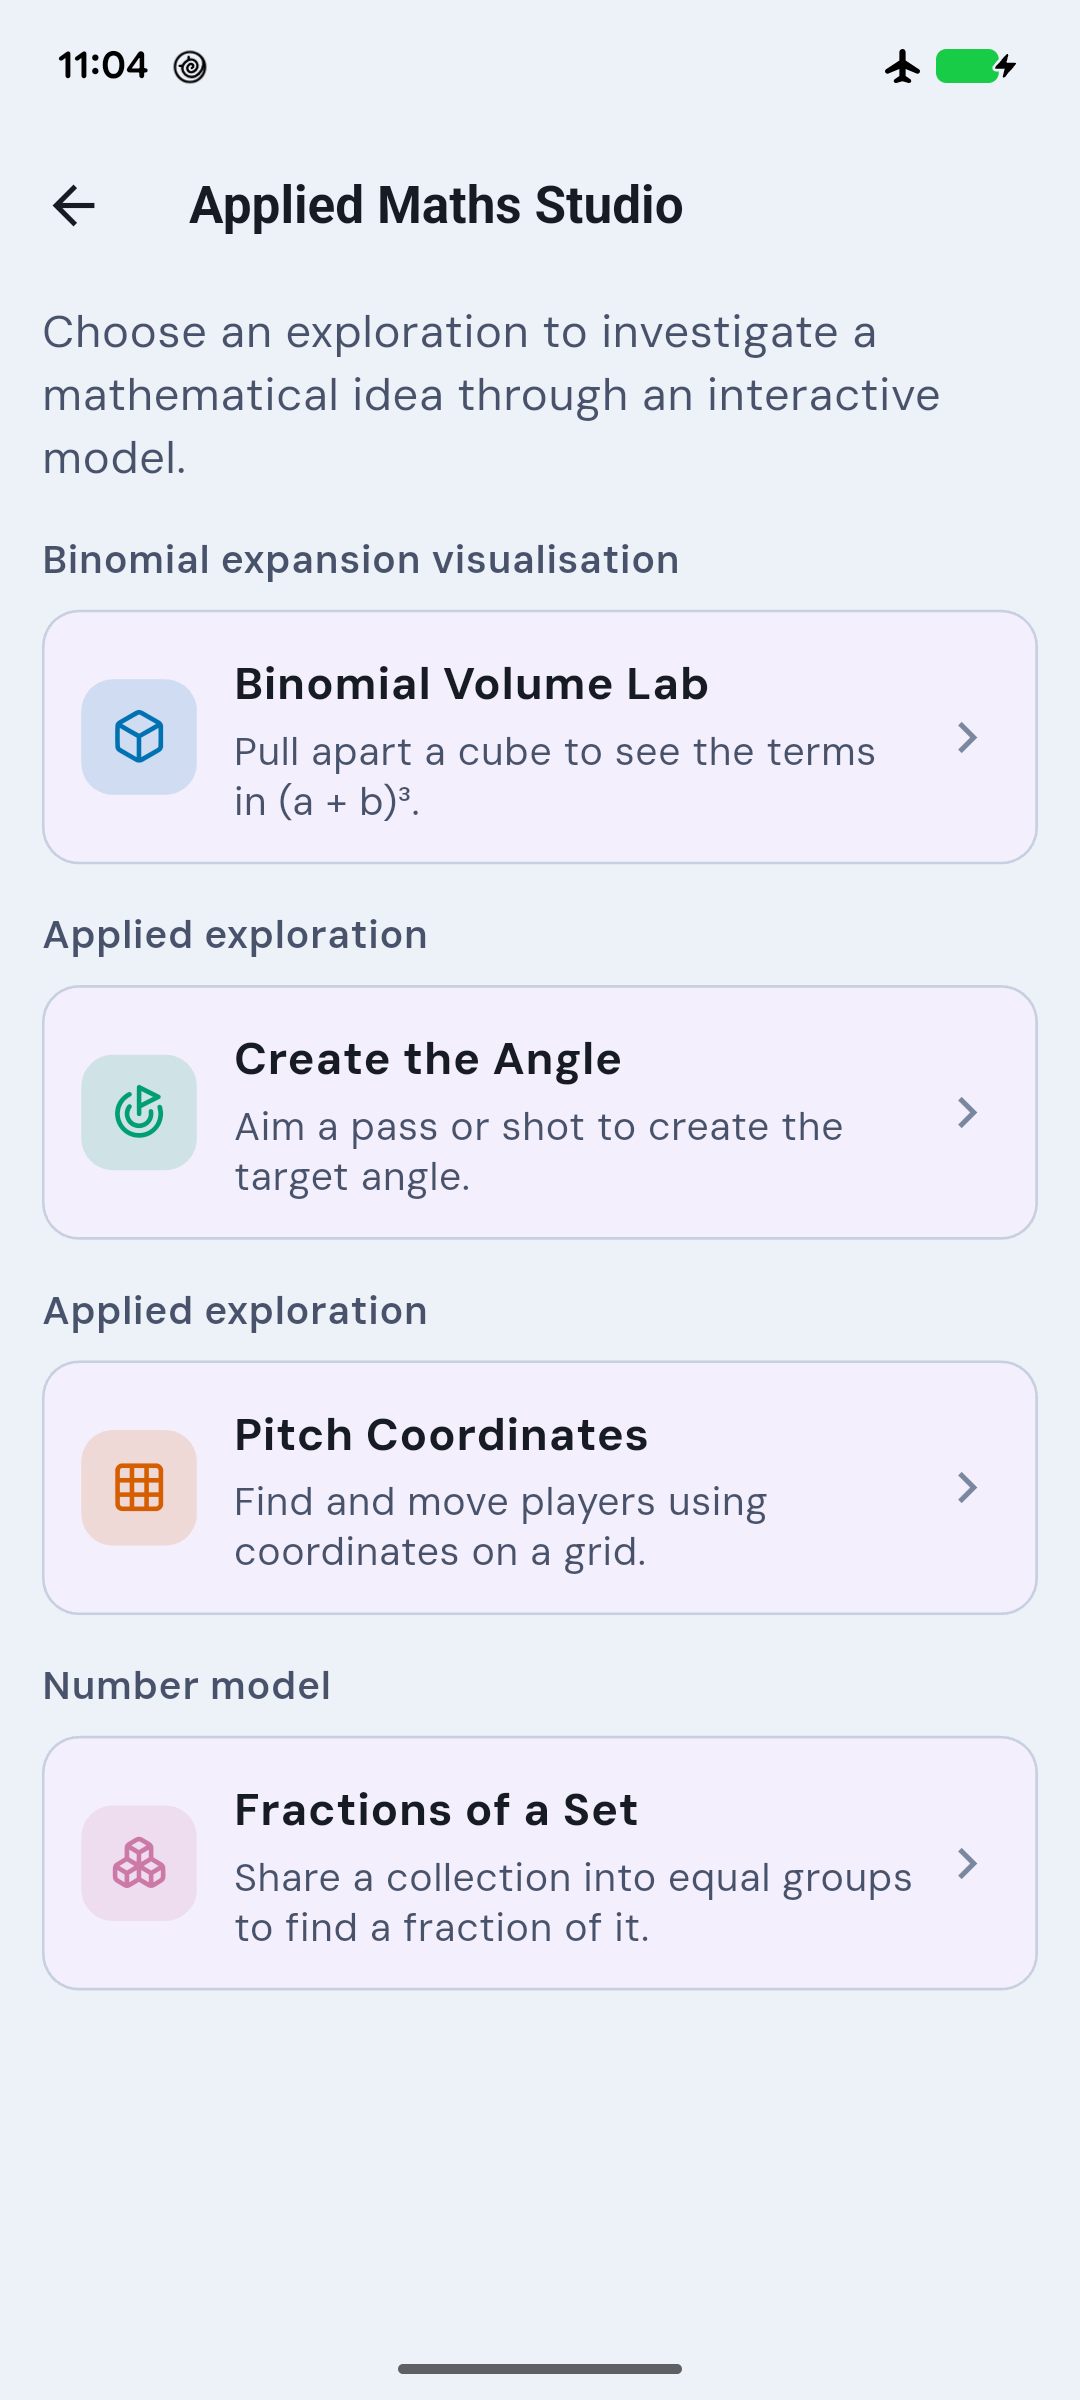 11:04
Applied Maths Studio
Choose an exploration to investigate a
mathematical idea through an interactive
model.
Binomial expansion visualisation
Binomial Volume Lab
Pull apart a cube to see the terms
in (a + b)³.
Applied exploration
Create the Angle
Aim a pass or shot to create the
target angle.
Applied exploration
Pitch Coordinates
Find and move players using
coordinates on a grid.
Number model
Fractions of a Set
Share a collection into equal groups
to find a fraction of it.